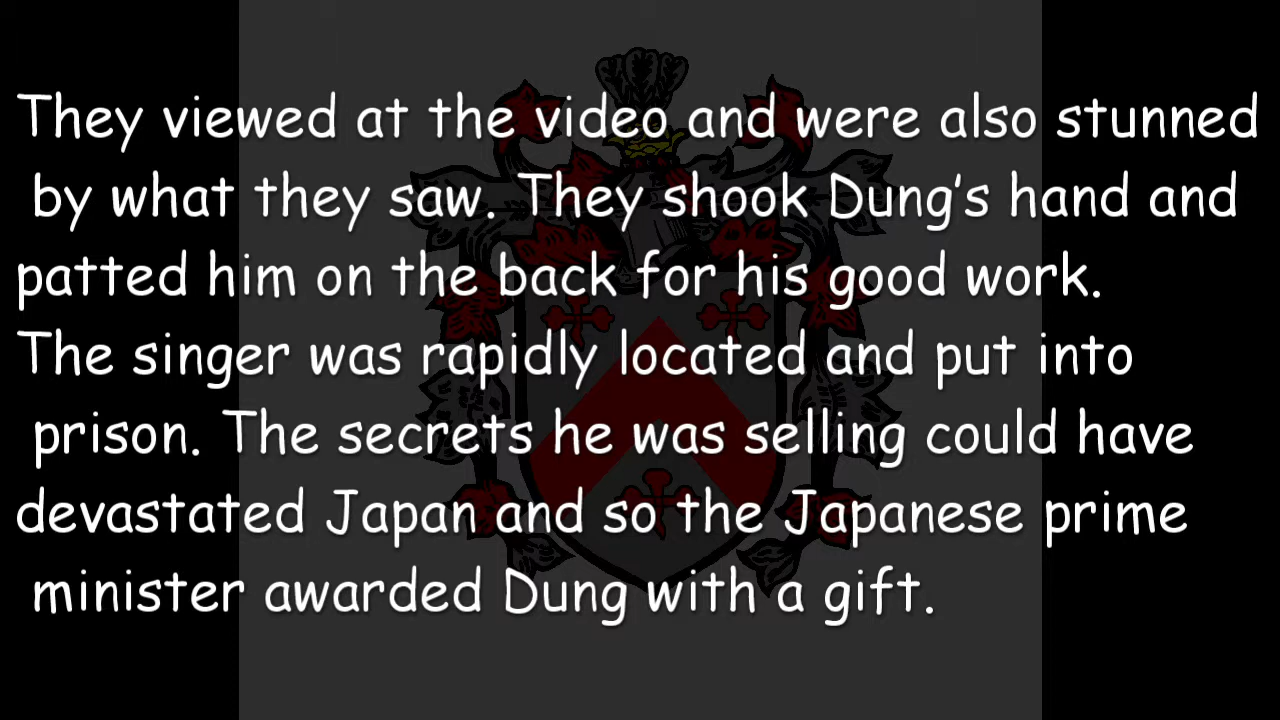 They viewed at the video and were also stunned
by what they saw. They shook Dung's hand and
patted him on the back for his good work.
The singer was rapidly located and put into
prison. The secrets he was selling could have
devastated Japan and so the Japanese prime
minister awarded Dung with a gift.